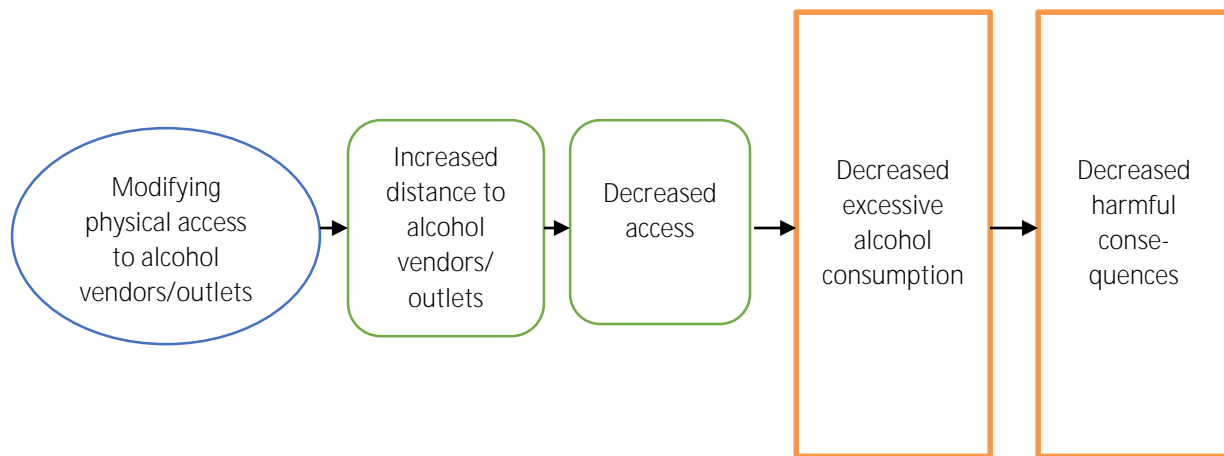 Modifying
physical access
to alcohol
vendors/outlets
Increased
distance to
alcohol
vendors/
outlets
Decreased
access
Decreased
excessive
alcohol
consumption
Decreased
harmful
conse-
quences